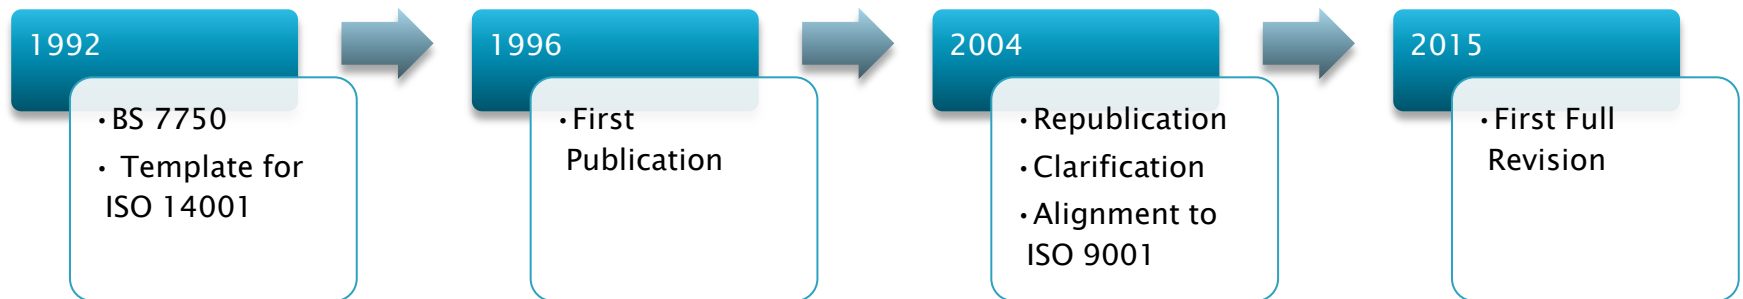 1992
• BS 7750
• Template for
ISO 14001
1996
• First
Publication
2004
• Republication
• Clarification
• Alignment to
ISO 9001
2015
• First Full
Revision